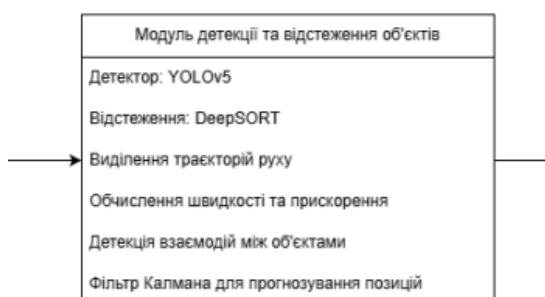 Модуль детекції та відстеження об'єктів
Детектор: YOLOv5
Відстеження: DeepSORT
Виділення траєкторій руху
Обчислення швидкості та прискорення
Детекція взаємодій між об'єктами
Фільтр Калмана для прогнозування позицій